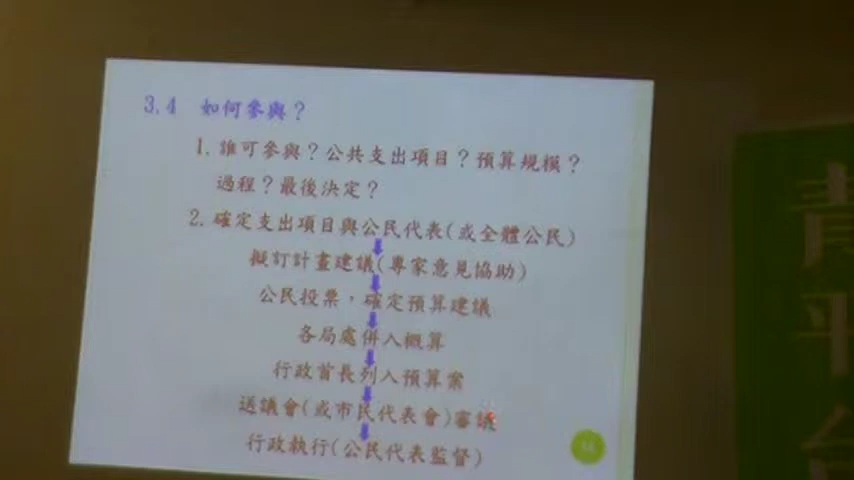 3.4 如何參與？
1. 誰可參與？公共支出項目？預算規模？
過程？最後決定？
2. 確定支出項目與公民代表(或全體公民)
擬訂計畫建議(專家意見協助)
公民投票，確定預算建議
各局處併入概算
行政首長列入預算案
送議會(或市民代表會)審議
行政執行(公民代表監督)
青平台